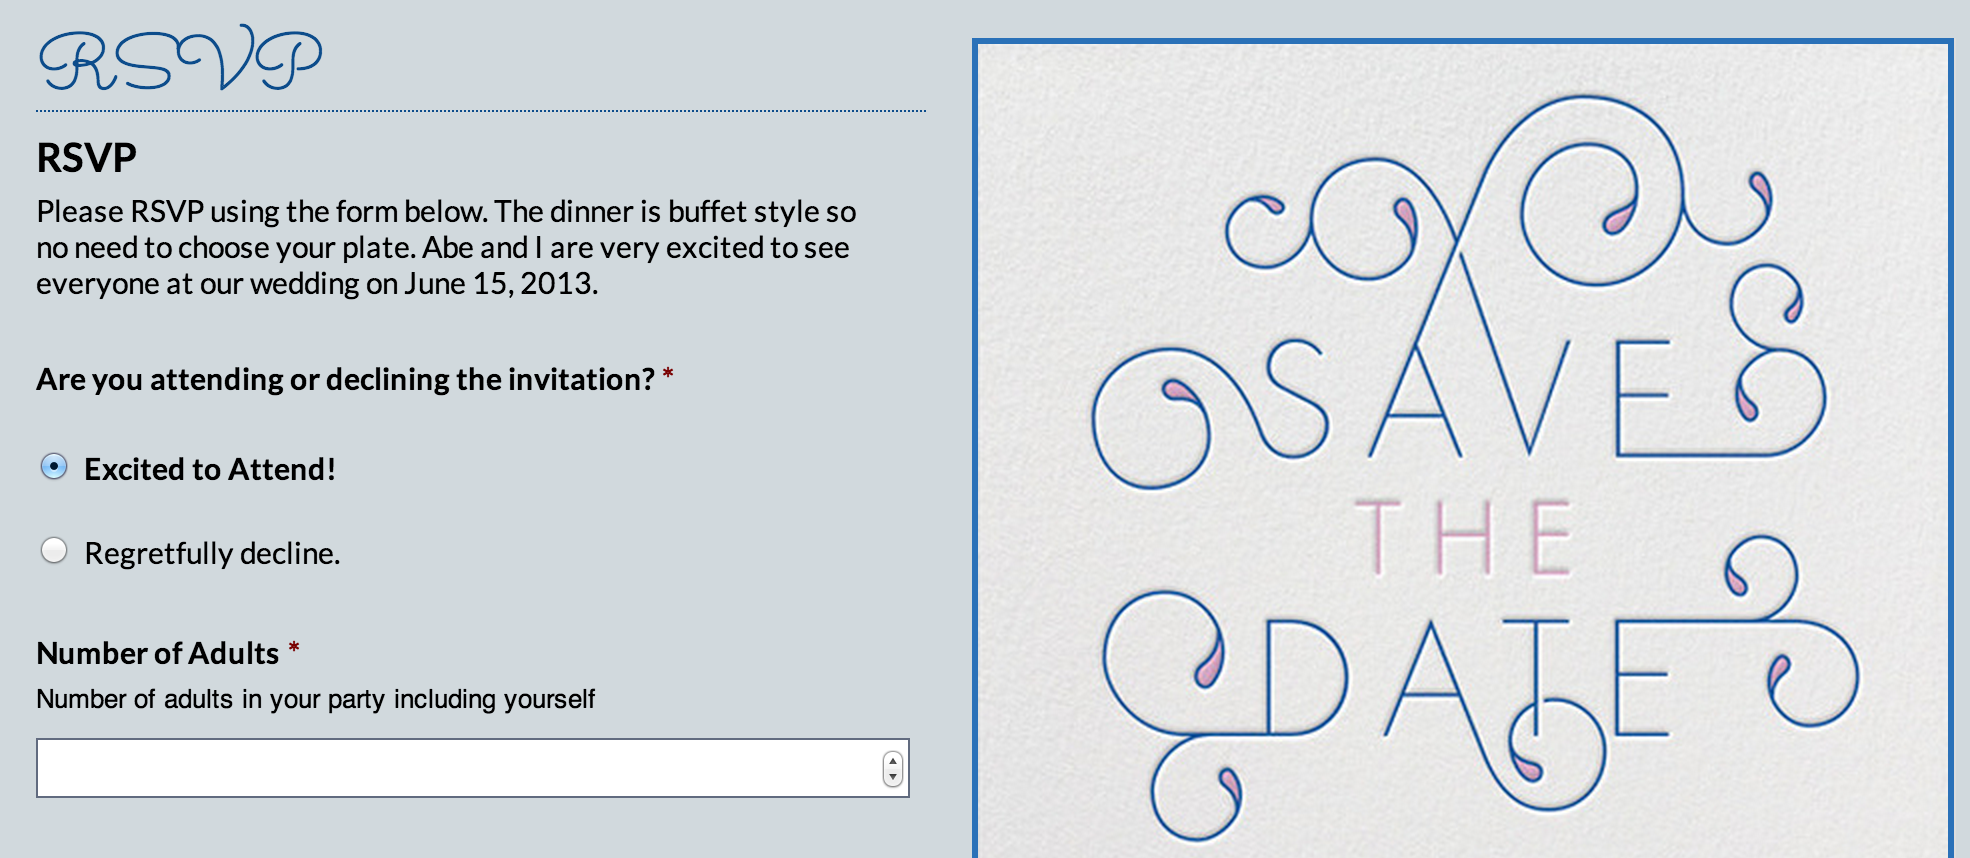 RSVP
RSVP
Please RSVP using the form below. The dinner is buffet style so
no need to choose your plate. Abe and I are very excited to see
everyone at our wedding on June 15, 2013.
Are you attending or declining the invitation? *
Excited to Attend!
Regretfully decline.
Number of Adults *
Number of adults in your party including yourself
SAVE
THE
DATE